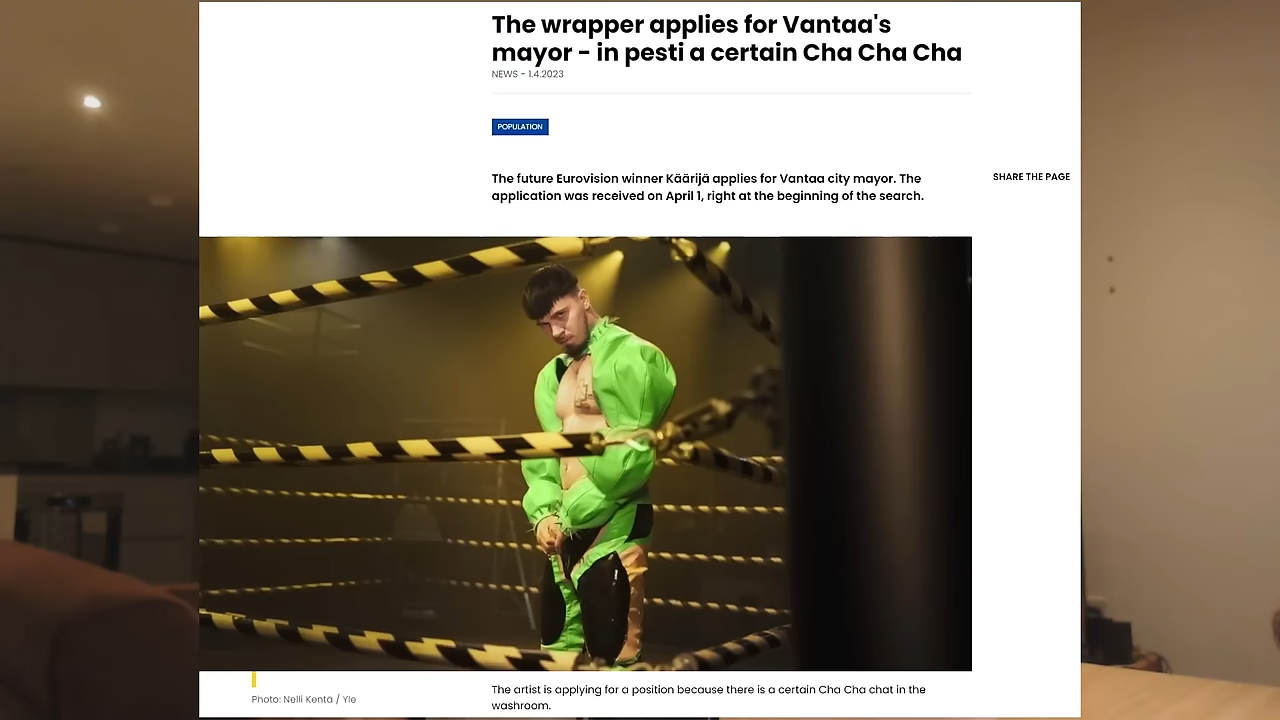 The wrapper applies for Vantaa's
mayor - in pesti a certain Cha Cha Cha
NEWS - 1.4.2023
POPULATION
The future Eurovision winner Käärijä applies for Vantaa city mayor. The
application was received on April 1, right at the beginning of the search.
SHARE THE PAGE
Photo: Nelli Kentä / Yle
The artist is applying for a position because there is a certain Cha Cha chat in the
washroom.